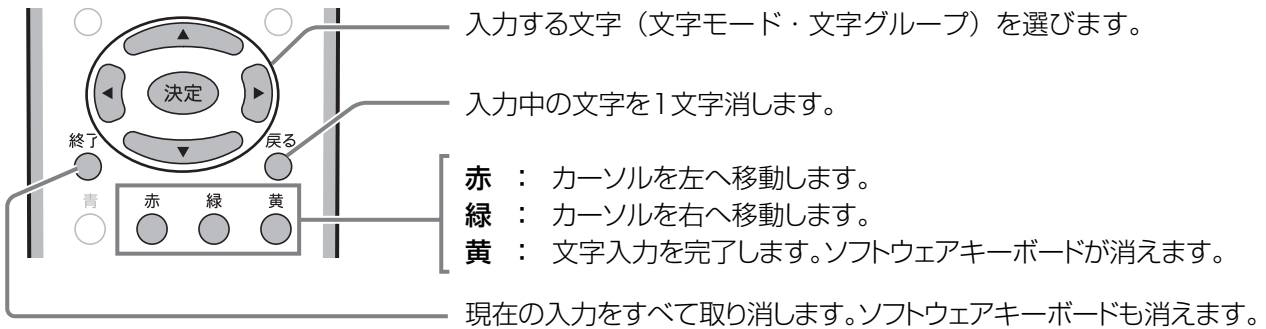 入力する文字（文字モード・文字グループ）を選びます。
決定
入力中の文字を1文字消します。
終了
戻る
青
赤
緑
黄
赤 ： カーソルを左へ移動します。
緑 ： カーソルを右へ移動します。
黄 ： 文字入力を完了します。ソフトウェアキーボードが消えます。
現在の入力をすべて取り消します。ソフトウェアキーボードも消えます。